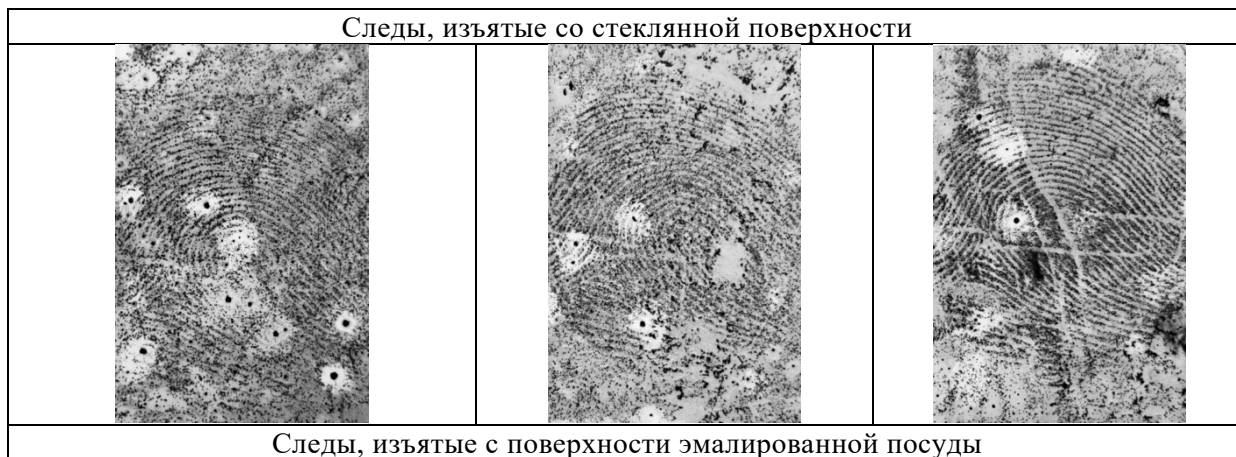 Следы, изъятые со стеклянной поверхности
Следы, изъятые с поверхности эмалированной посуды